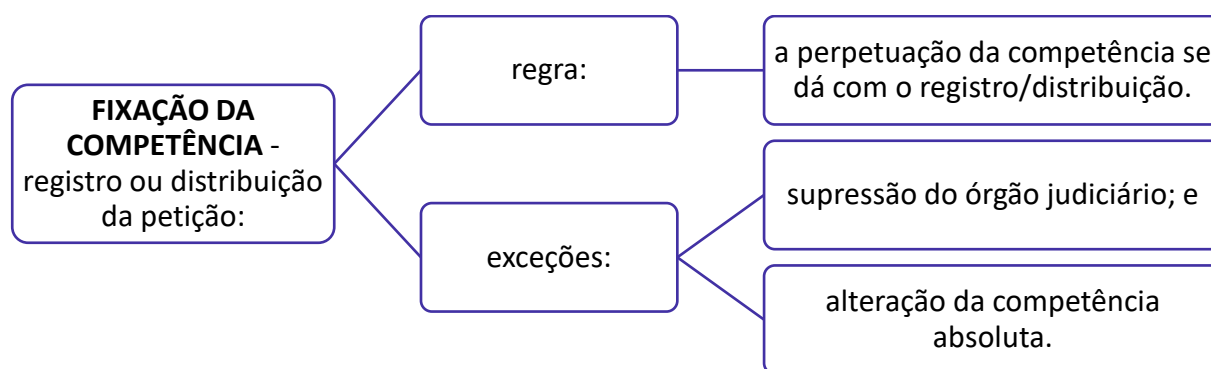 FIXAÇÃO DA
COMPETÊNCIA -
registro ou distribuição
da petição:
regra:
a perpetuação da competência se
dá com o registro/distribuição.
exceções:
supressão do órgão judiciário; e
alteração da competência
absoluta.